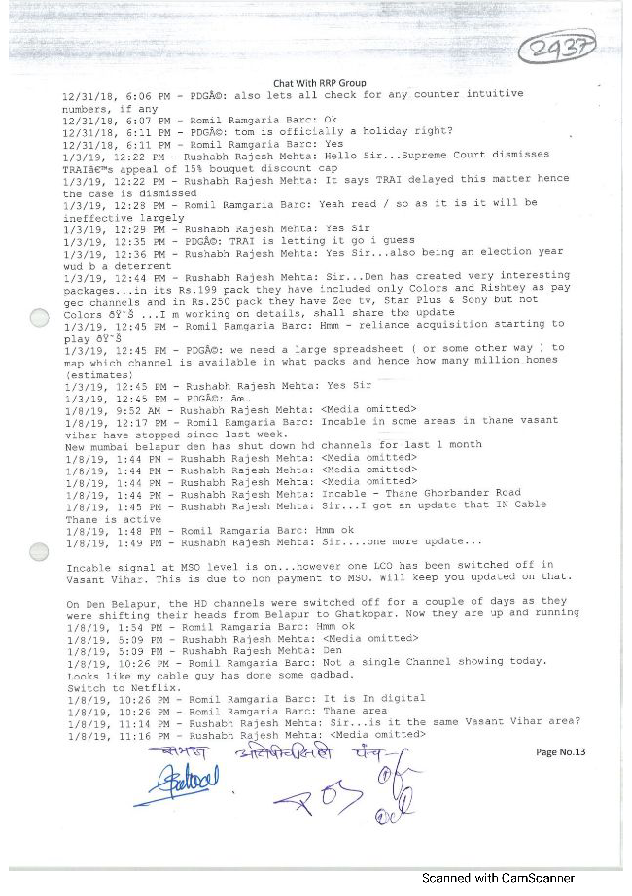 2937
Chat With RRP Group
12/31/18, 6:06 PM - PDGÃ©: also lets all check for any counter intuitive
numbers, if any
12/31/18, 6:07 PM - Romil Ramgaria Barc: Ok
12/31/18, 6:11 PM - PDGÃ©: tom is officially a holiday right?
12/31/18, 6:11 PM - Romil Ramgaria Barc: Yes
1/3/19, 12:22 PM - Rushabh Rajesh Mehta: Hello Sir...Supreme Court dismisses
TRAIâ€™s appeal of 15% bouquet discount cap
1/3/19, 12:22 PM - Rushabh Rajesh Mehta: It says TRAI delayed this matter hence
the case is dismissed
1/3/19, 12:28 PM - Romil Ramgaria Barc: Yeah read / so as it is it will be
ineffective largely
1/3/19, 12:29 PM - Rushabh Rajesh Mehta: Yes Sir
1/3/19, 12:35 PM - PDGÃ©: TRAI is letting it go i guess
1/3/19, 12:36 PM - Rushabh Rajesh Mehta: Yes Sir...also being an election year
wud b a deterrent
1/3/19, 12:44 PM - Rushabh Rajesh Mehta: Sir...Den has created very interesting
packages...in its Rs.199 pack they have included only Colors and Rishtey as pay
gec channels and in Rs.250 pack they have Zee tv, Star Plus & Sony but not
Colors ðŸ˜Š ...I m working on details, shall share the update
1/3/19, 12:45 PM - Romil Ramgaria Barc: Hmm - reliance acquisition starting to
play ðŸ˜Š
1/3/19, 12:45 PM - PDGÃ©: we need a large spreadsheet ( or some other way ) to
map which channel is available in what packs and hence how many million homes
(estimates)
1/3/19, 12:45 PM - Rushabh Rajesh Mehta: Yes Sir
1/3/19, 12:45 PM - PDGÃ©:
1/8/19, 9:52 AM - Rushabh Rajesh Mehta: <Media omitted>
1/8/19, 12:17 PM - Romil Ramgaria Barc: Incable in some areas in thane vasant
vihar have stopped since last week.
New mumbai belapur den has shut down hd channels for last 1 month
1/8/19, 1:44 PM - Rushabh Rajesh Mehta: <Media omitted>
1/8/19, 1:44 PM - Rushabh Rajesh Mehta: <Media omitted>
1/8/19, 1:44 PM - Rushabh Rajesh Mehta: <Media omitted>
1/8/19, 1:44 PM - Rushabh Rajesh Mehta: Incable - Thane Ghorbander Road
1/8/19, 1:45 PM - Rushabh Rajesh Mehta: Sir...I got an update that IN Cable
Thane is active
1/8/19, 1:48 PM - Romil Ramgaria Barc: Hmm ok
1/8/19, 1:49 PM - Rushabh Rajesh Mehta: Sir....one more update...
Incable signal at MSO level is on...however one LCO has been switched off in
Vasant Vihar. This is due to non payment to MSO. Will keep you updated on that.
On Den Belapur, the HD channels were switched off for a couple of days as they
were shifting their heads from Belapur to Ghatkopar. Now they are up and running
1/8/19, 1:54 PM - Romil Ramgaria Barc: Hmm ok
1/8/19, 5:09 PM - Rushabh Rajesh Mehta: <Media omitted>
1/8/19, 5:09 PM - Rushabh Rajesh Mehta: Den
1/8/19, 10:26 PM - Romil Ramgaria Barc: Not a single Channel showing today.
Looks like my cable guy has done some gadbad.
Switch to Netflix.
1/8/19, 10:26 PM - Romil Ramgaria Barc: It is In digital
1/8/19, 10:26 PM - Romil Ramgaria Barc: Thane area
1/8/19, 11:14 PM - Rushabh Rajesh Mehta: Sir...is it the same Vasant Vihar area?
1/8/19, 11:16 PM - Rushabh Rajesh Mehta: <Media omitted>
पंच
Page No.13
Scanned with CamScanner